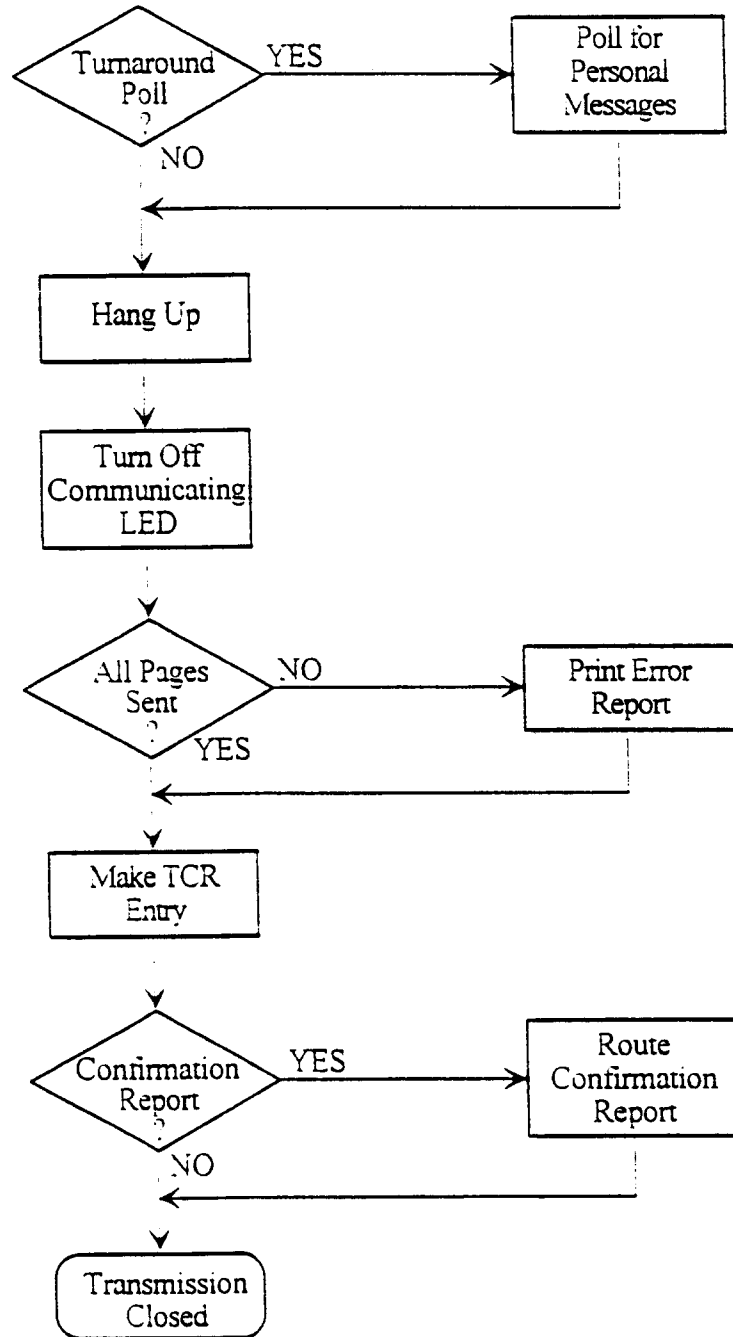 Turnaround
Poll
?
YES
Poll for
Personal
Messages
NO
Hang Up
Turn Off
Communicating
LED
All Pages
Sent
?
NO
Print Error
Report
YES
Make TCR
Entry
Confirmation
Report
?
YES
Route
Confirmation
Report
NO
Transmission
Closed